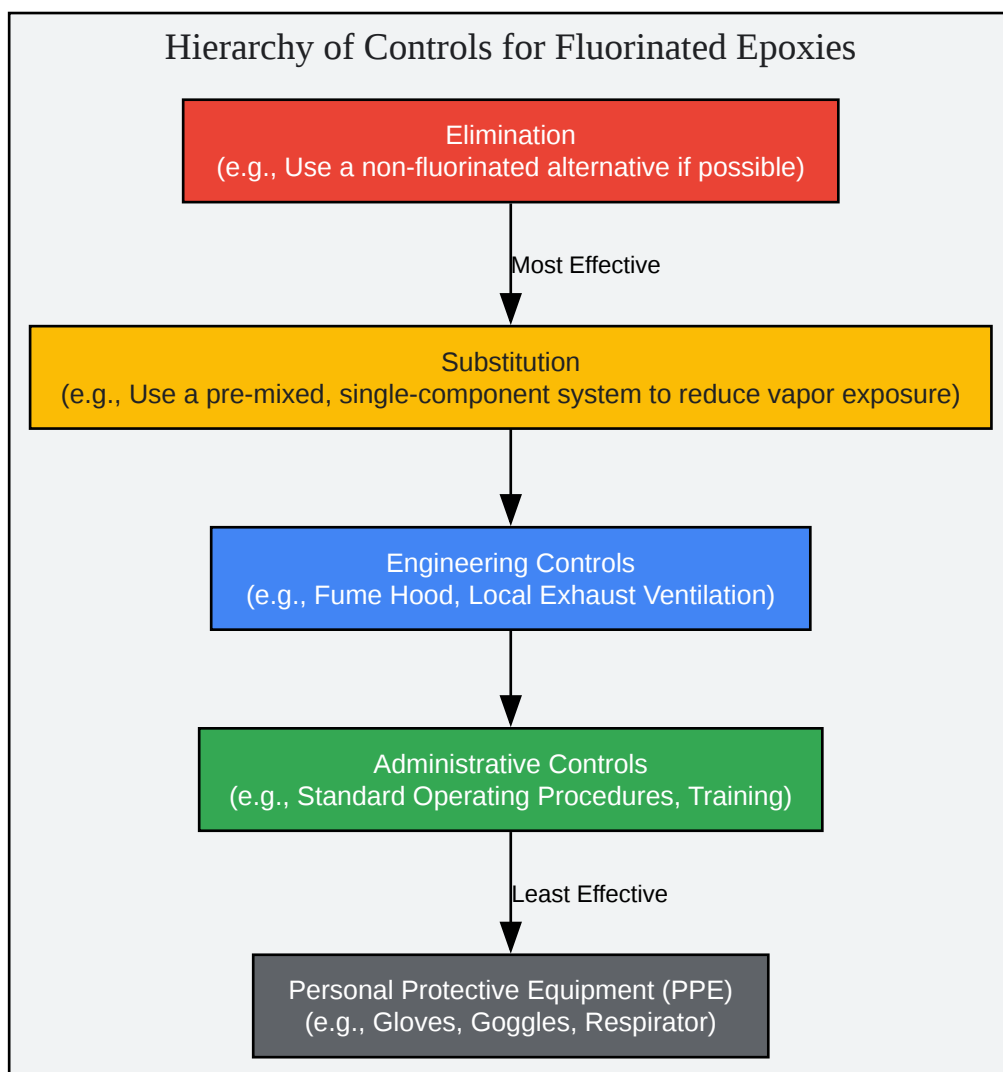 Hierarchy of Controls for Fluorinated Epoxies
Elimination
(e.g., Use a non-fluorinated alternative if possible)
Most Effective
Substitution
(e.g., Use a pre-mixed, single-component system to reduce vapor exposure)
Engineering Controls
(e.g., Fume Hood, Local Exhaust Ventilation)
Administrative Controls
(e.g., Standard Operating Procedures, Training)
Least Effective
Personal Protective Equipment (PPE)
(e.g., Gloves, Goggles, Respirator)